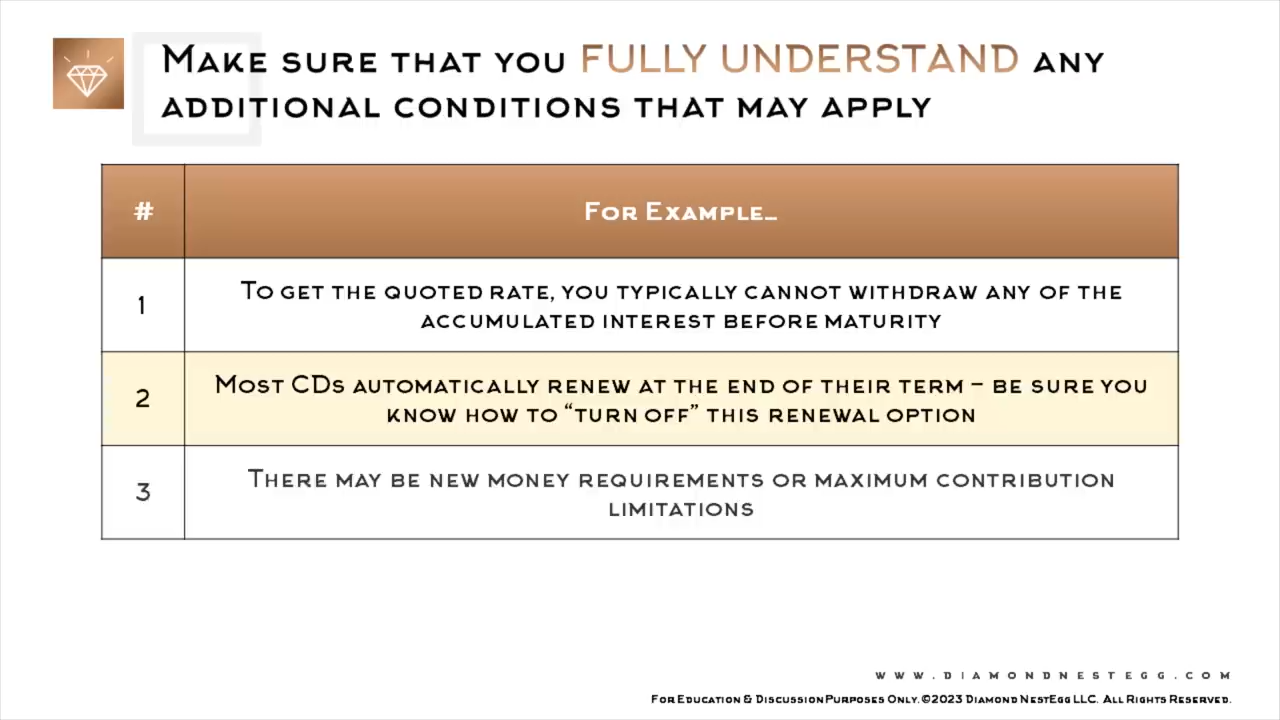 Make sure that you FULLY UNDERSTAND any
additional conditions that may apply
#
For Example…
1
To get the quoted rate, you typically cannot withdraw any of the
accumulated interest before maturity
2
Most CDs automatically renew at the end of their term – be sure you
know how to “turn off” this renewal option
3
There may be new money requirements or maximum contribution
limitations
www.diamondnestegg.com
For Education & Discussion Purposes Only. ©2023 Diamond NestEgg LLC. All Rights Reserved.